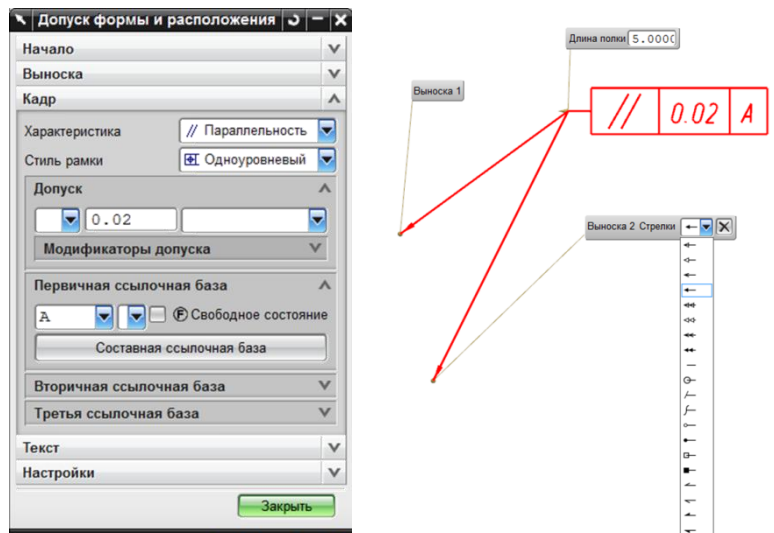 Допуск формы и расположения
Начало
Выноска
Кадр
Характеристика // Параллельность
Стиль рамки Одноуровневый
Допуск
0.02
Модификаторы допуска
Первичная ссылочная база
A Ⓕ Свободное состояние
Составная ссылочная база
Вторичная ссылочная база
Третья ссылочная база
Текст
Настройки
Закрыть
Длина полки 5.0000
Выноска 1
// 0.02 A
Выноска 2 Стрелки